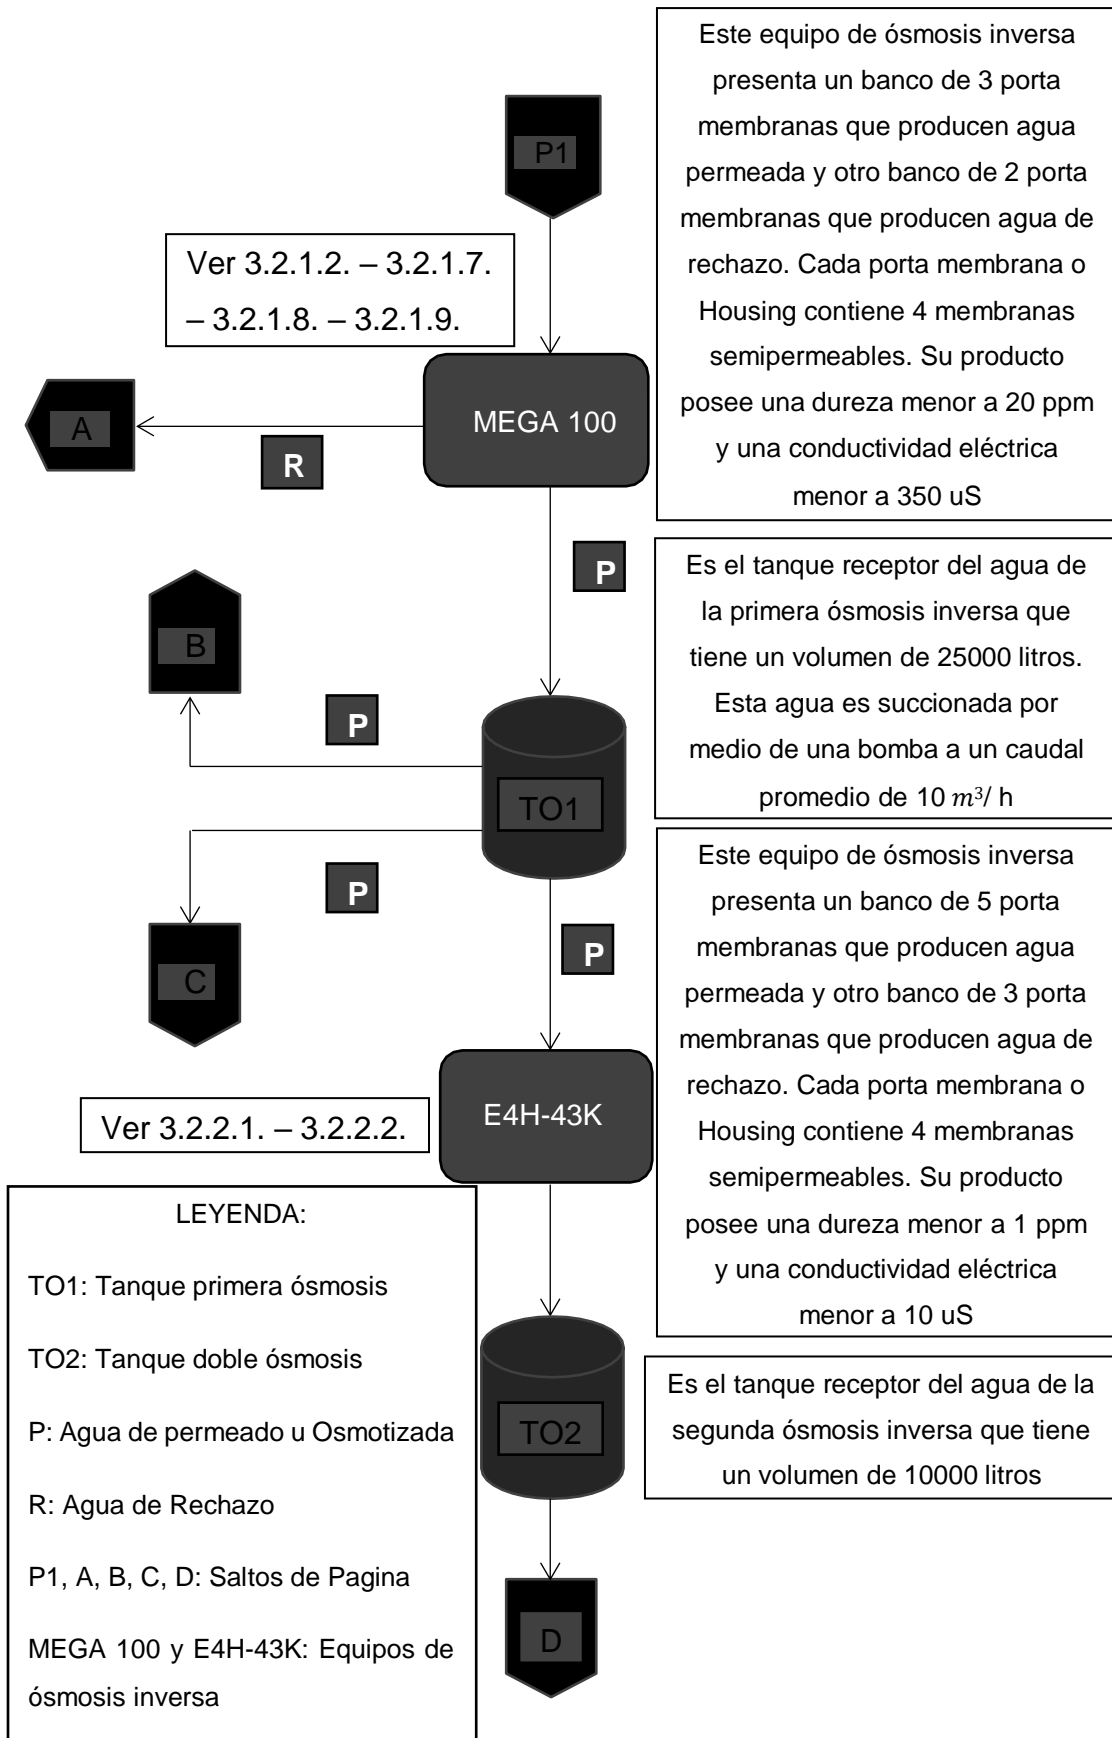 Este equipo de ósmosis inversa
presenta un banco de 3 porta
membranas que producen agua
permeada y otro banco de 2 porta
membranas que producen agua de
rechazo. Cada porta membrana o
Housing contiene 4 membranas
semipermeables. Su producto
posee una dureza menor a 20 ppm
y una conductividad eléctrica
menor a 350 uS
P1
Ver 3.2.1.2. – 3.2.1.7.
– 3.2.1.8. – 3.2.1.9.
MEGA 100
A
R
P
Es el tanque receptor del agua de
la primera ósmosis inversa que
tiene un volumen de 25000 litros.
Esta agua es succionada por
medio de una bomba a un caudal
promedio de 10 m³/ h
B
P
TO1
P
C
P
Este equipo de ósmosis inversa
presenta un banco de 5 porta
membranas que producen agua
permeada y otro banco de 3 porta
membranas que producen agua de
rechazo. Cada porta membrana o
Housing contiene 4 membranas
semipermeables. Su producto
posee una dureza menor a 1 ppm
y una conductividad eléctrica
menor a 10 uS
E4H-43K
Ver 3.2.2.1. – 3.2.2.2.
LEYENDA:
TO1: Tanque primera ósmosis
TO2: Tanque doble ósmosis
P: Agua de permeado u Osmotizada
R: Agua de Rechazo
P1, A, B, C, D: Saltos de Pagina
MEGA 100 y E4H-43K: Equipos de
ósmosis inversa
TO2
Es el tanque receptor del agua de la
segunda ósmosis inversa que tiene
un volumen de 10000 litros
D